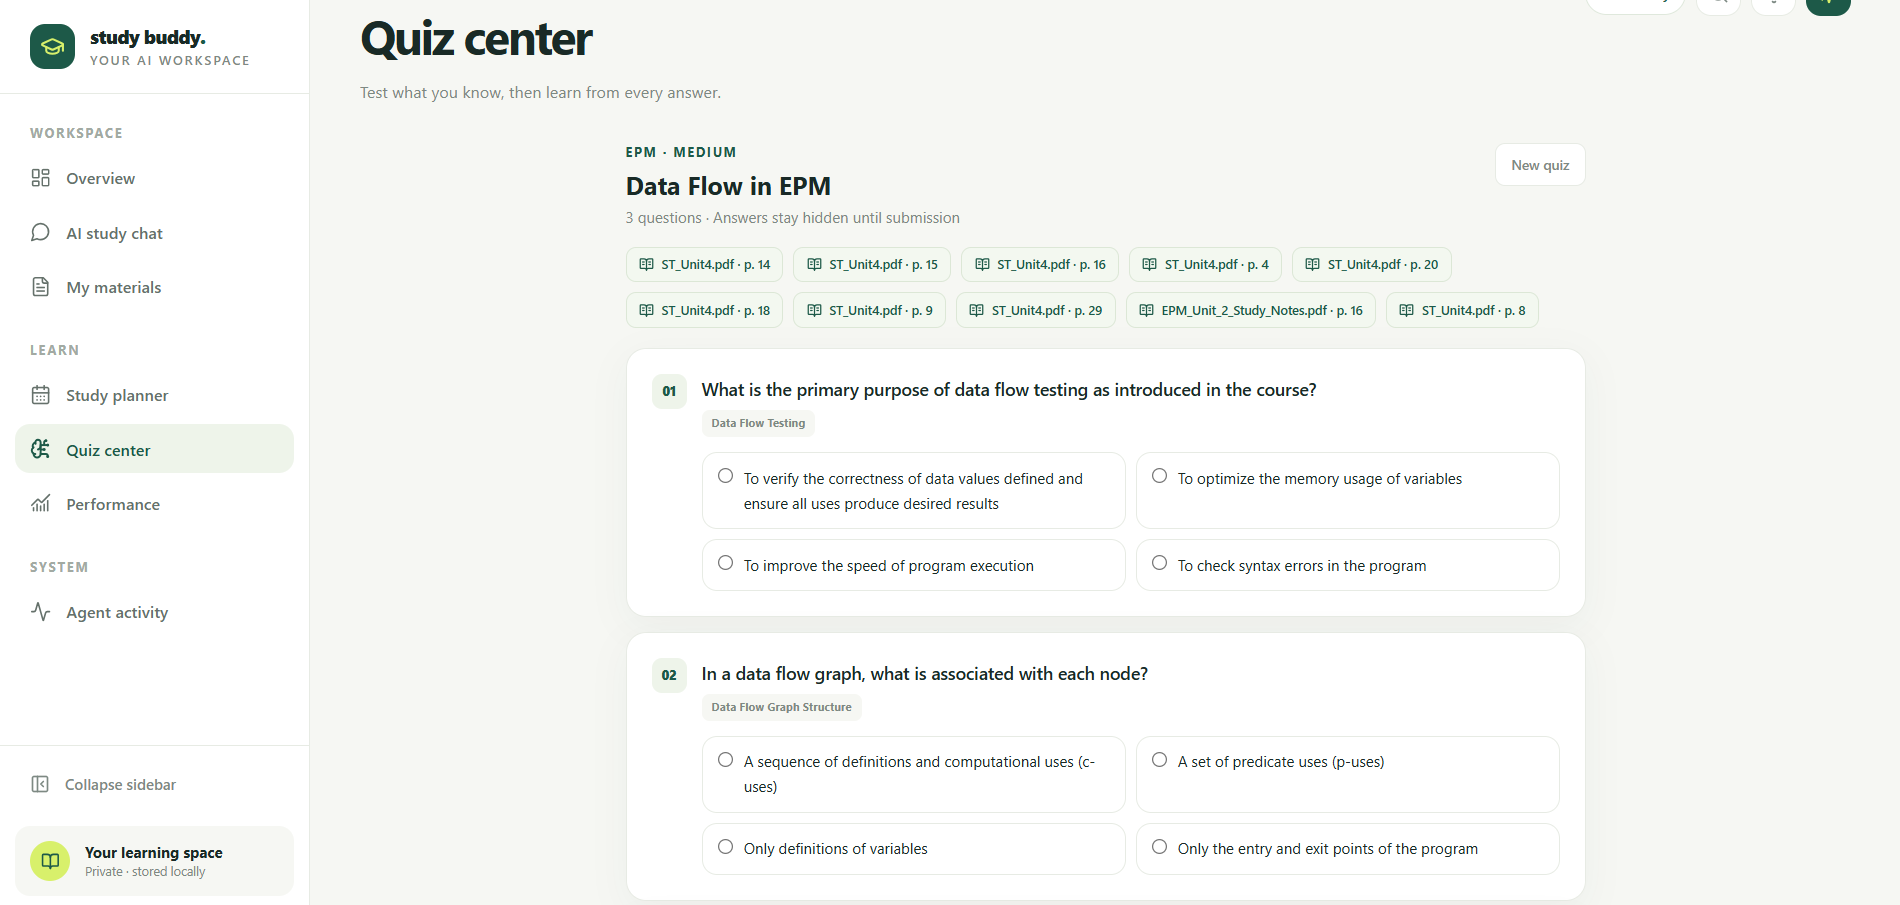 study buddy.
YOUR AI WORKSPACE
WORKSPACE
Overview
AI study chat
My materials
LEARN
Study planner
Quiz center
Performance
SYSTEM
Agent activity
Collapse sidebar
Your learning space
Private · stored locally
Quiz center
Test what you know, then learn from every answer.
EPM · MEDIUM
Data Flow in EPM
3 questions · Answers stay hidden until submission
New quiz
ST_Unit4.pdf · p. 14
ST_Unit4.pdf · p. 15
ST_Unit4.pdf · p. 16
ST_Unit4.pdf · p. 4
ST_Unit4.pdf · p. 20
ST_Unit4.pdf · p. 18
ST_Unit4.pdf · p. 9
ST_Unit4.pdf · p. 29
EPM_Unit_2_Study_Notes.pdf · p. 16
ST_Unit4.pdf · p. 8
01
What is the primary purpose of data flow testing as introduced in the course?
Data Flow Testing
To verify the correctness of data values defined and
ensure all uses produce desired results
To optimize the memory usage of variables
To improve the speed of program execution
To check syntax errors in the program
02
In a data flow graph, what is associated with each node?
Data Flow Graph Structure
A sequence of definitions and computational uses (c-
uses)
A set of predicate uses (p-uses)
Only definitions of variables
Only the entry and exit points of the program